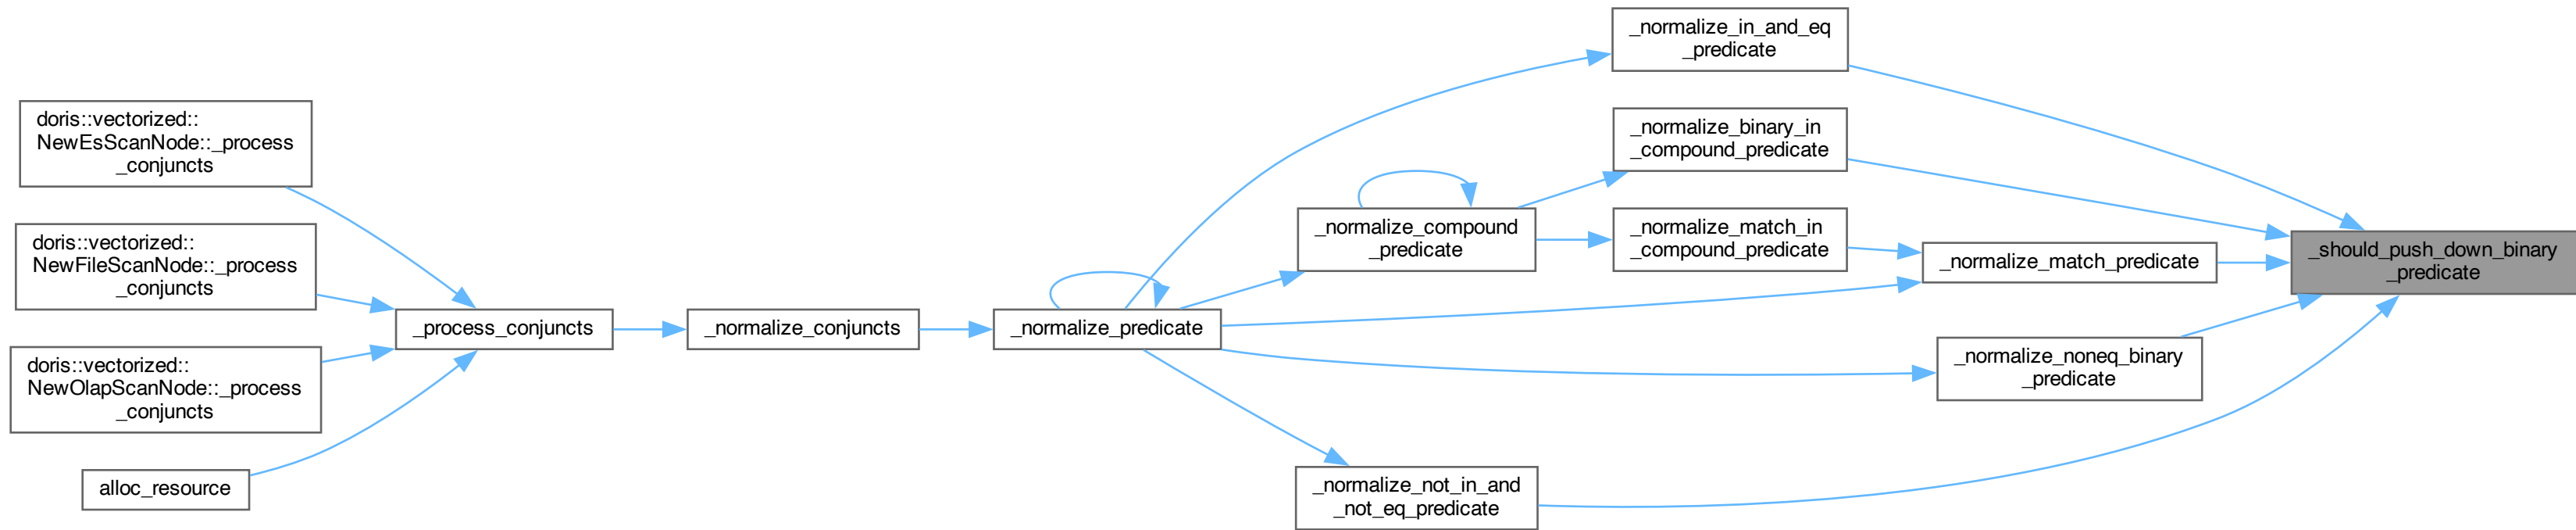 doris::vectorized::
NewEsScanNode::_process
_conjuncts
doris::vectorized::
NewFileScanNode::_process
_conjuncts
doris::vectorized::
NewOlapScanNode::_process
_conjuncts
alloc_resource
_process_conjuncts
_normalize_conjuncts
_normalize_predicate
_normalize_compound
_predicate
_normalize_not_in_and
_not_eq_predicate
_normalize_in_and_eq
_predicate
_normalize_binary_in
_compound_predicate
_normalize_match_in
_compound_predicate
_normalize_match_predicate
_normalize_noneq_binary
_predicate
_should_push_down_binary
_predicate